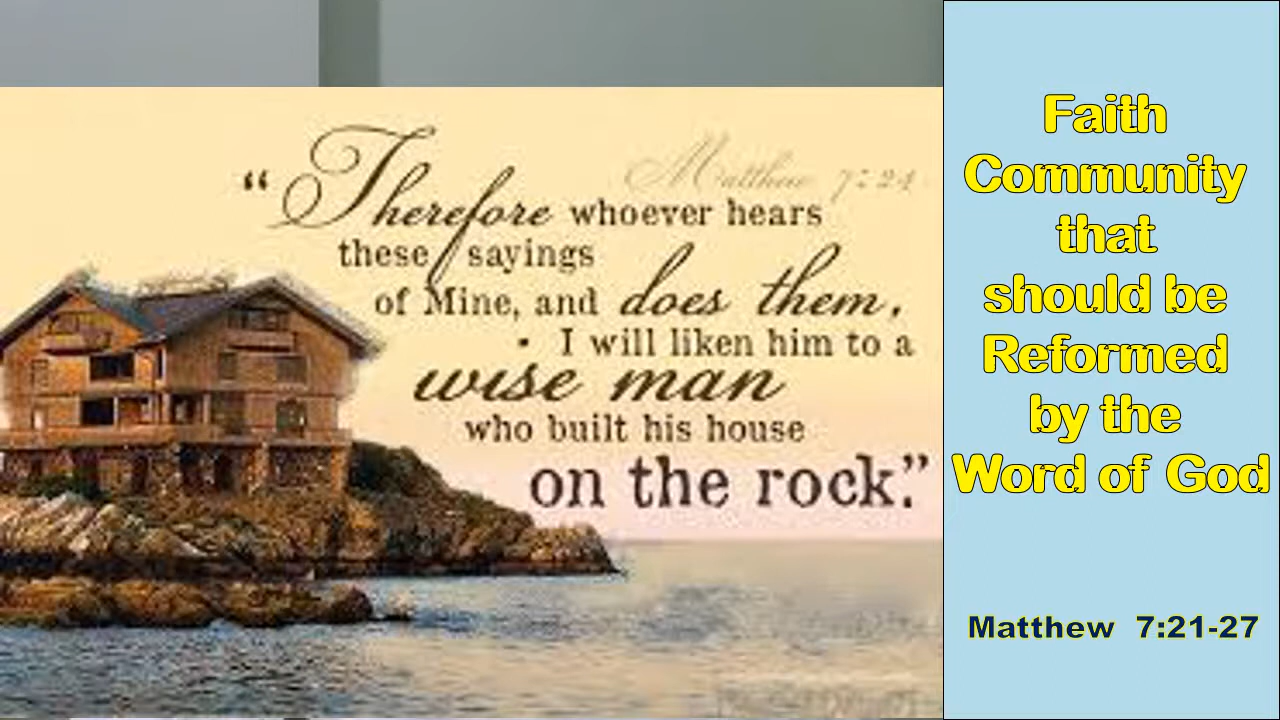 Matthew 7:24
“Therefore whoever hears
these sayings
of Mine, and does them,
• I will liken him to a
wise man
who built his house
on the rock.”
Faith
Community
that
should be
Reformed
by the
Word of God
Matthew 7:21-27